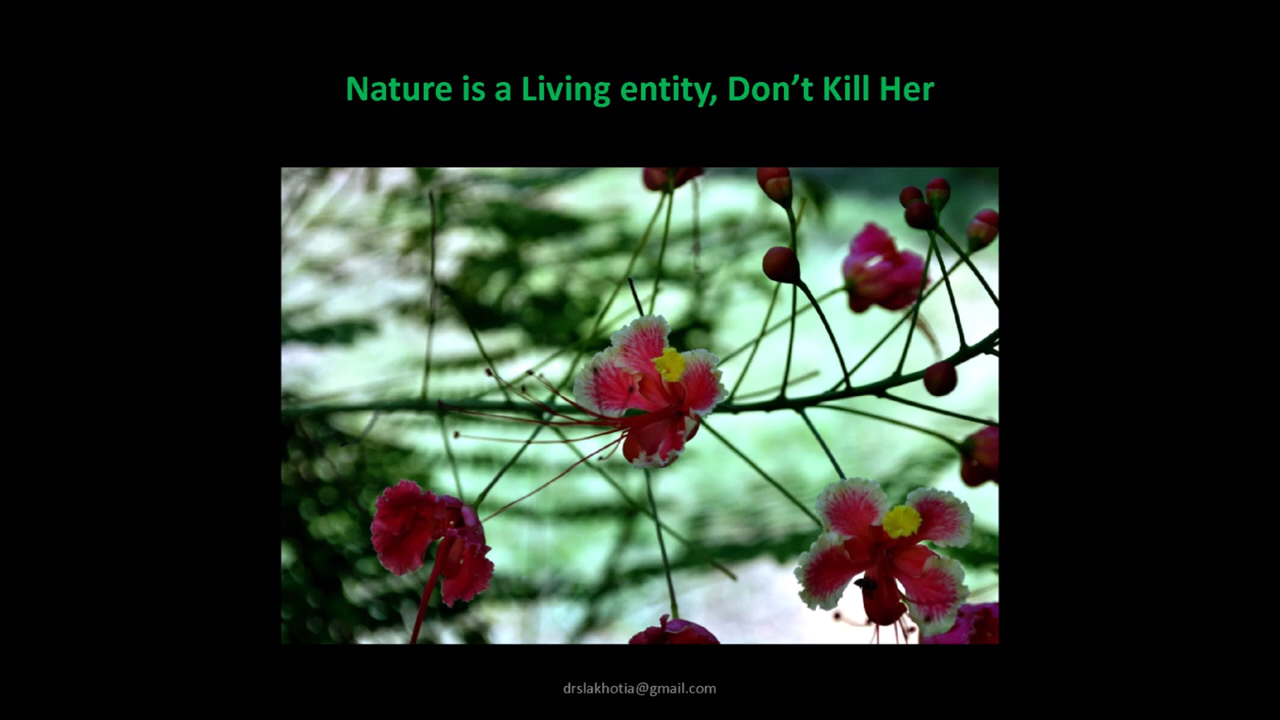 Nature is a Living entity, Don’t Kill Her
drslakhotia@gmail.com